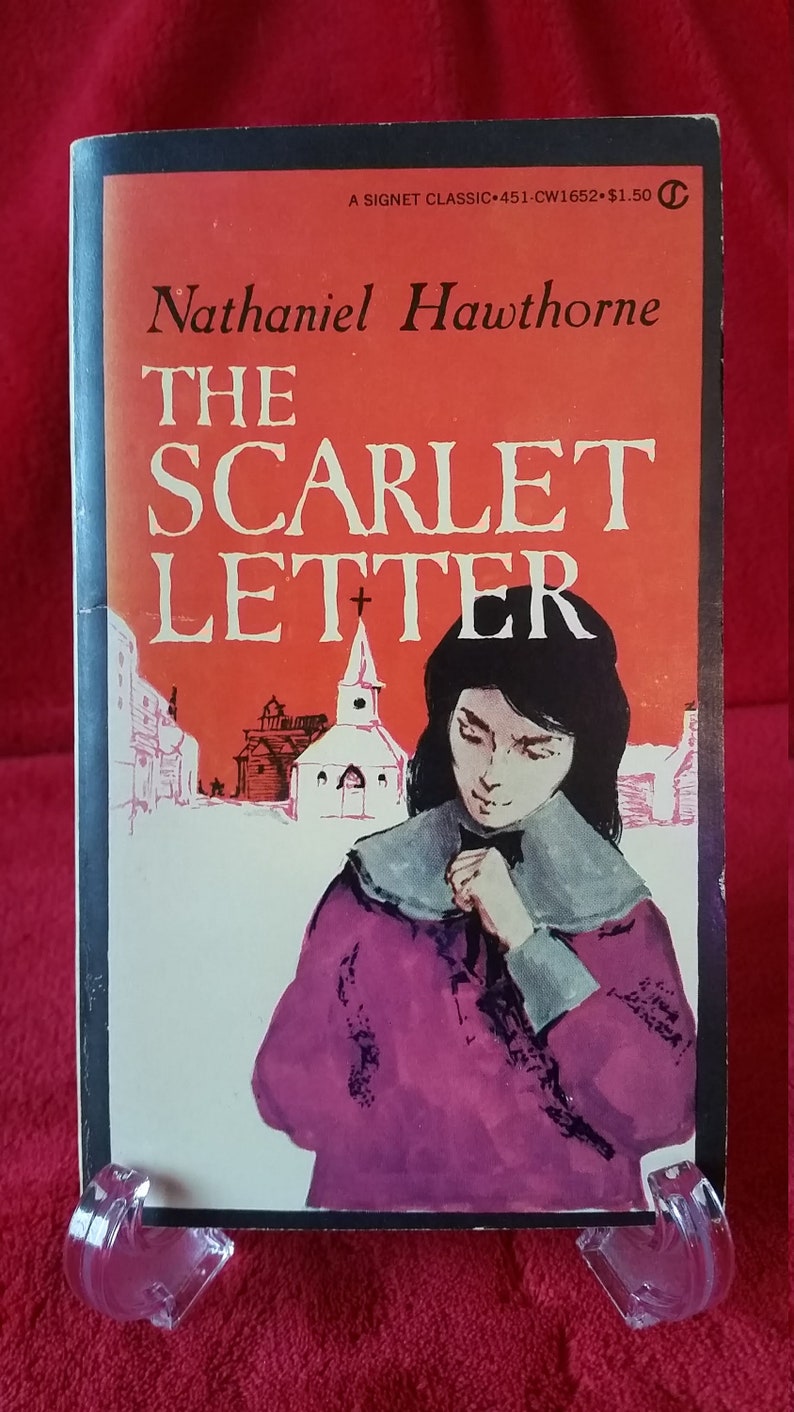 A SIGNET CLASSIC•451-CW1652•$1.50
Nathaniel Hawthorne
THE
SCARLET
LETTER